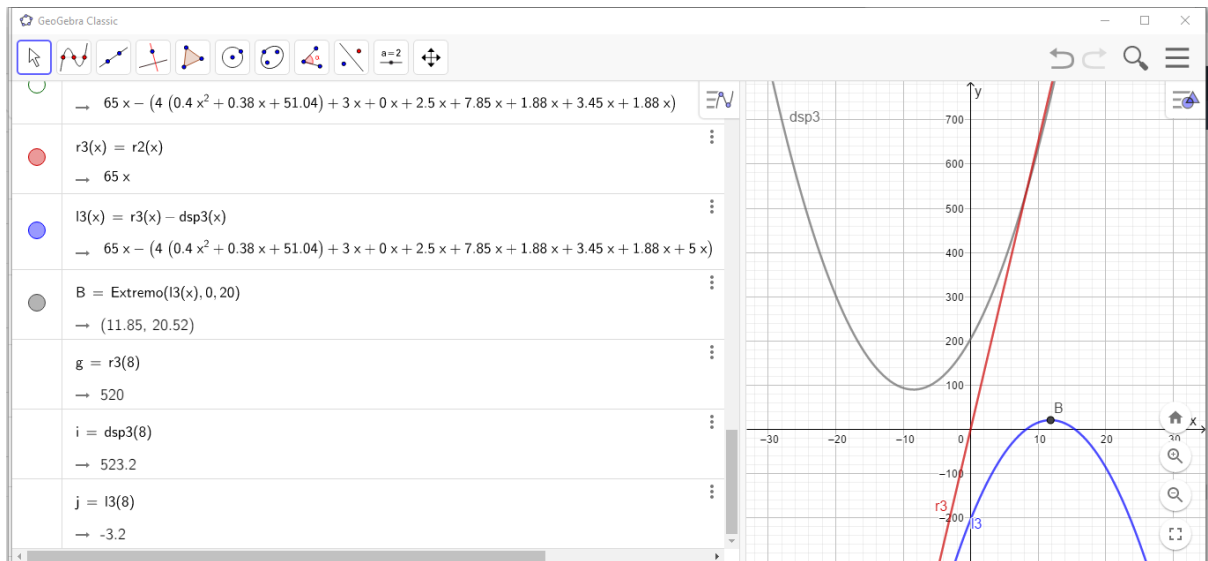 GeoGebra Classic
a=2
→ 65 x − (4 (0.4 x² + 0.38 x + 51.04) + 3 x + 0 x + 2.5 x + 7.85 x + 1.88 x + 3.45 x + 1.88 x)
r3(x) = r2(x)
→ 65 x
l3(x) = r3(x) − dsp3(x)
→ 65 x − (4 (0.4 x² + 0.38 x + 51.04) + 3 x + 0 x + 2.5 x + 7.85 x + 1.88 x + 3.45 x + 1.88 x + 5 x)
B = Extremo(l3(x), 0, 20)
→ (11.85, 20.52)
g = r3(8)
→ 520
i = dsp3(8)
→ 523.2
j = l3(8)
→ -3.2
y
dsp3
700
600
500
400
300
200
100
B
x
−30 −20 −10 0 10 20 30
−100
r3
−200
l3